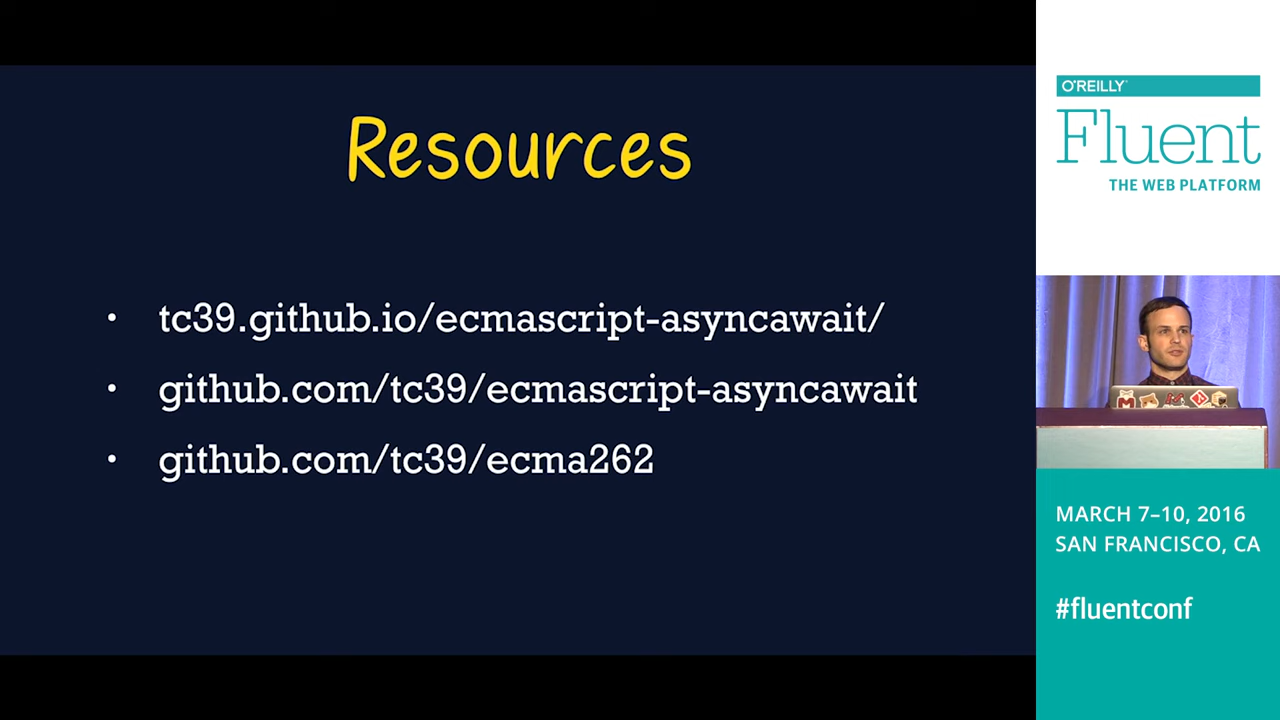 Resources
• tc39.github.io/ecmascript-asyncawait/
• github.com/tc39/ecmascript-asyncawait
• github.com/tc39/ecma262
O'REILLY®
Fluent
THE WEB PLATFORM
MARCH 7–10, 2016
SAN FRANCISCO, CA
#fluentconf